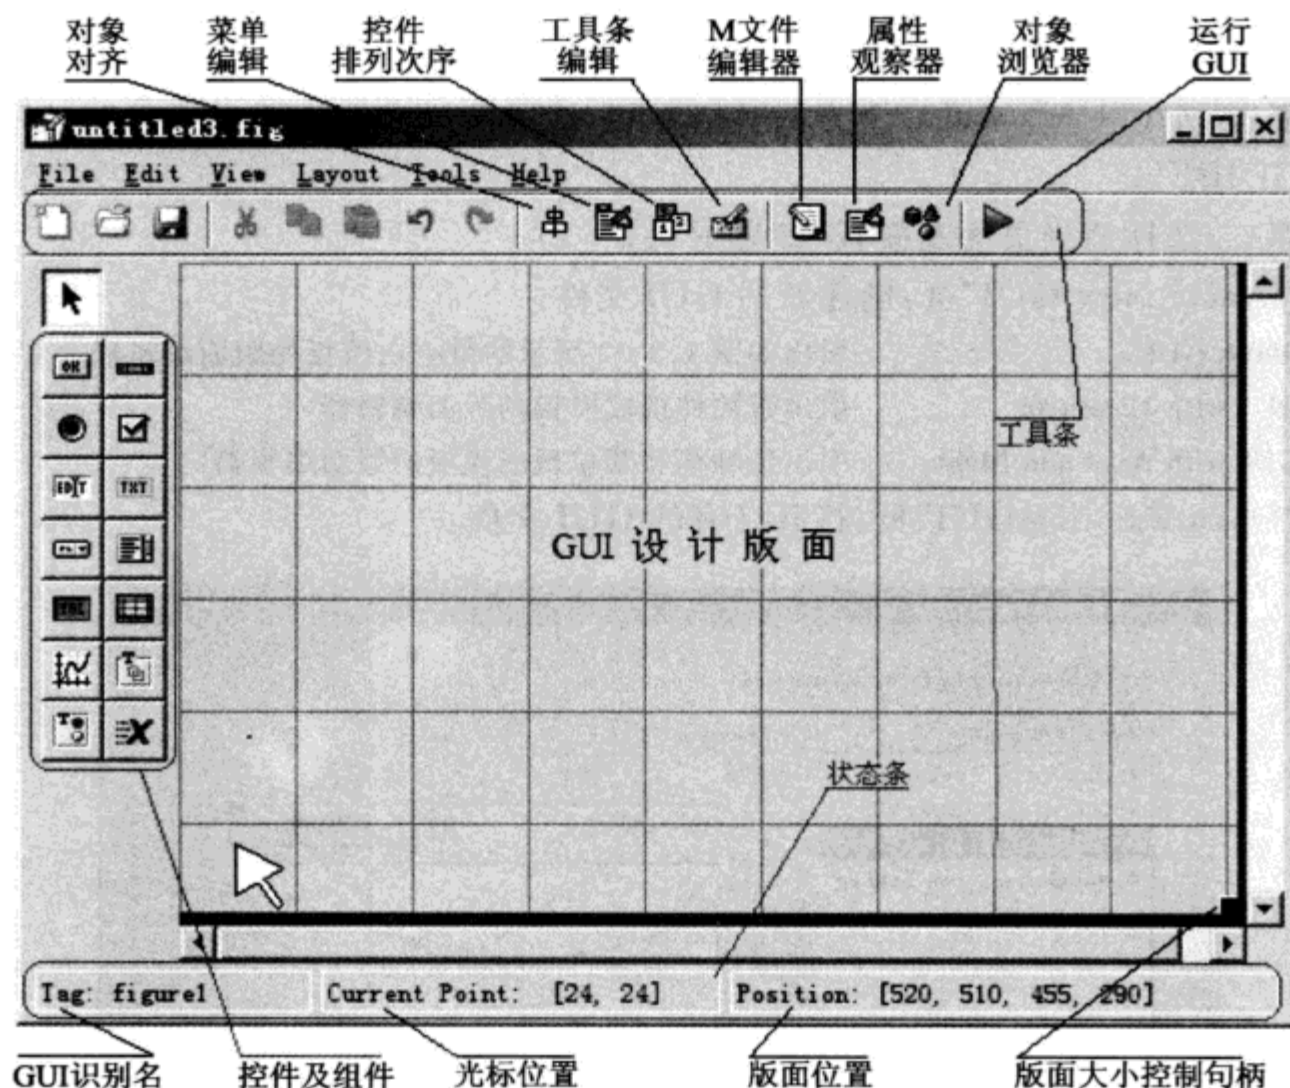 对象 菜单 控件 工具条 M文件 属性 对象 运行
对齐 编辑 排列次序 编辑 编辑器 观察器 浏览器 GUI
untitled3.fig
File Edit View Layout Tools Help
OK
EDIT TXT
工具条
GUI 设 计 版 面
状态条
Tag: figure1 Current Point: [24, 24] Position: [520, 510, 455, 290]
GUI识别名 控件及组件 光标位置 版面位置 版面大小控制句柄